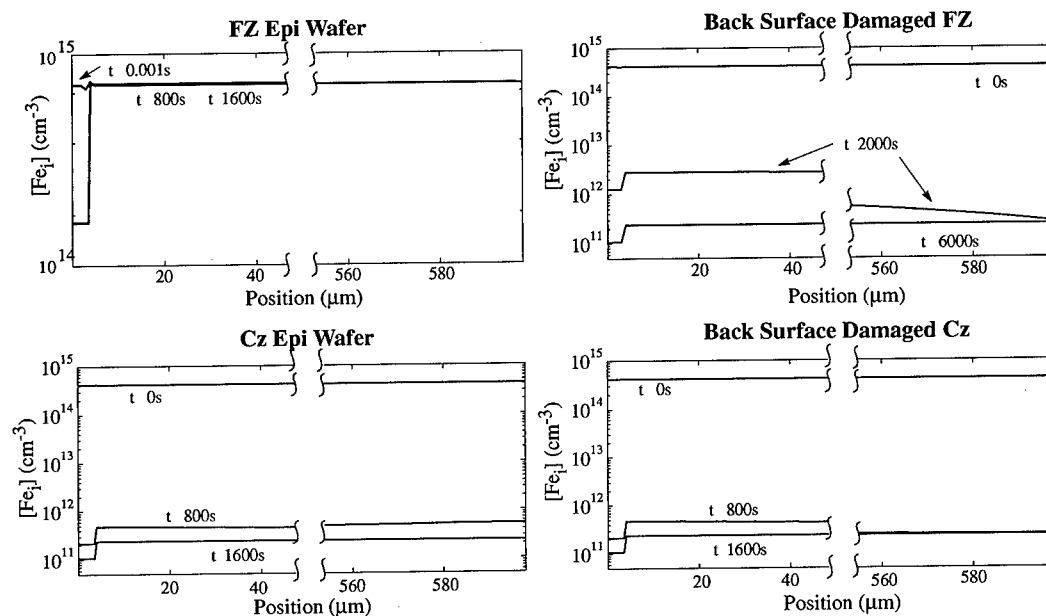 FZ Epi Wafer
10^15
t 0.001s
t 800s t 1600s
[Fe_i] (cm^-3)
10^14
20 40 560 580
Position (μm)
Back Surface Damaged FZ
10^15
t 0s
10^14
10^13
t 2000s
[Fe_i] (cm^-3)
10^12
10^11
t 6000s
20 40 560 580
Position (μm)
Cz Epi Wafer
10^15
t 0s
10^14
10^13
[Fe_i] (cm^-3)
10^12
t 800s
10^11
t 1600s
20 40 560 580
Position (μm)
Back Surface Damaged Cz
10^15
t 0s
10^14
10^13
[Fe_i] (cm^-3)
10^12
t 800s
10^11
t 1600s
20 40 560 580
Position (μm)